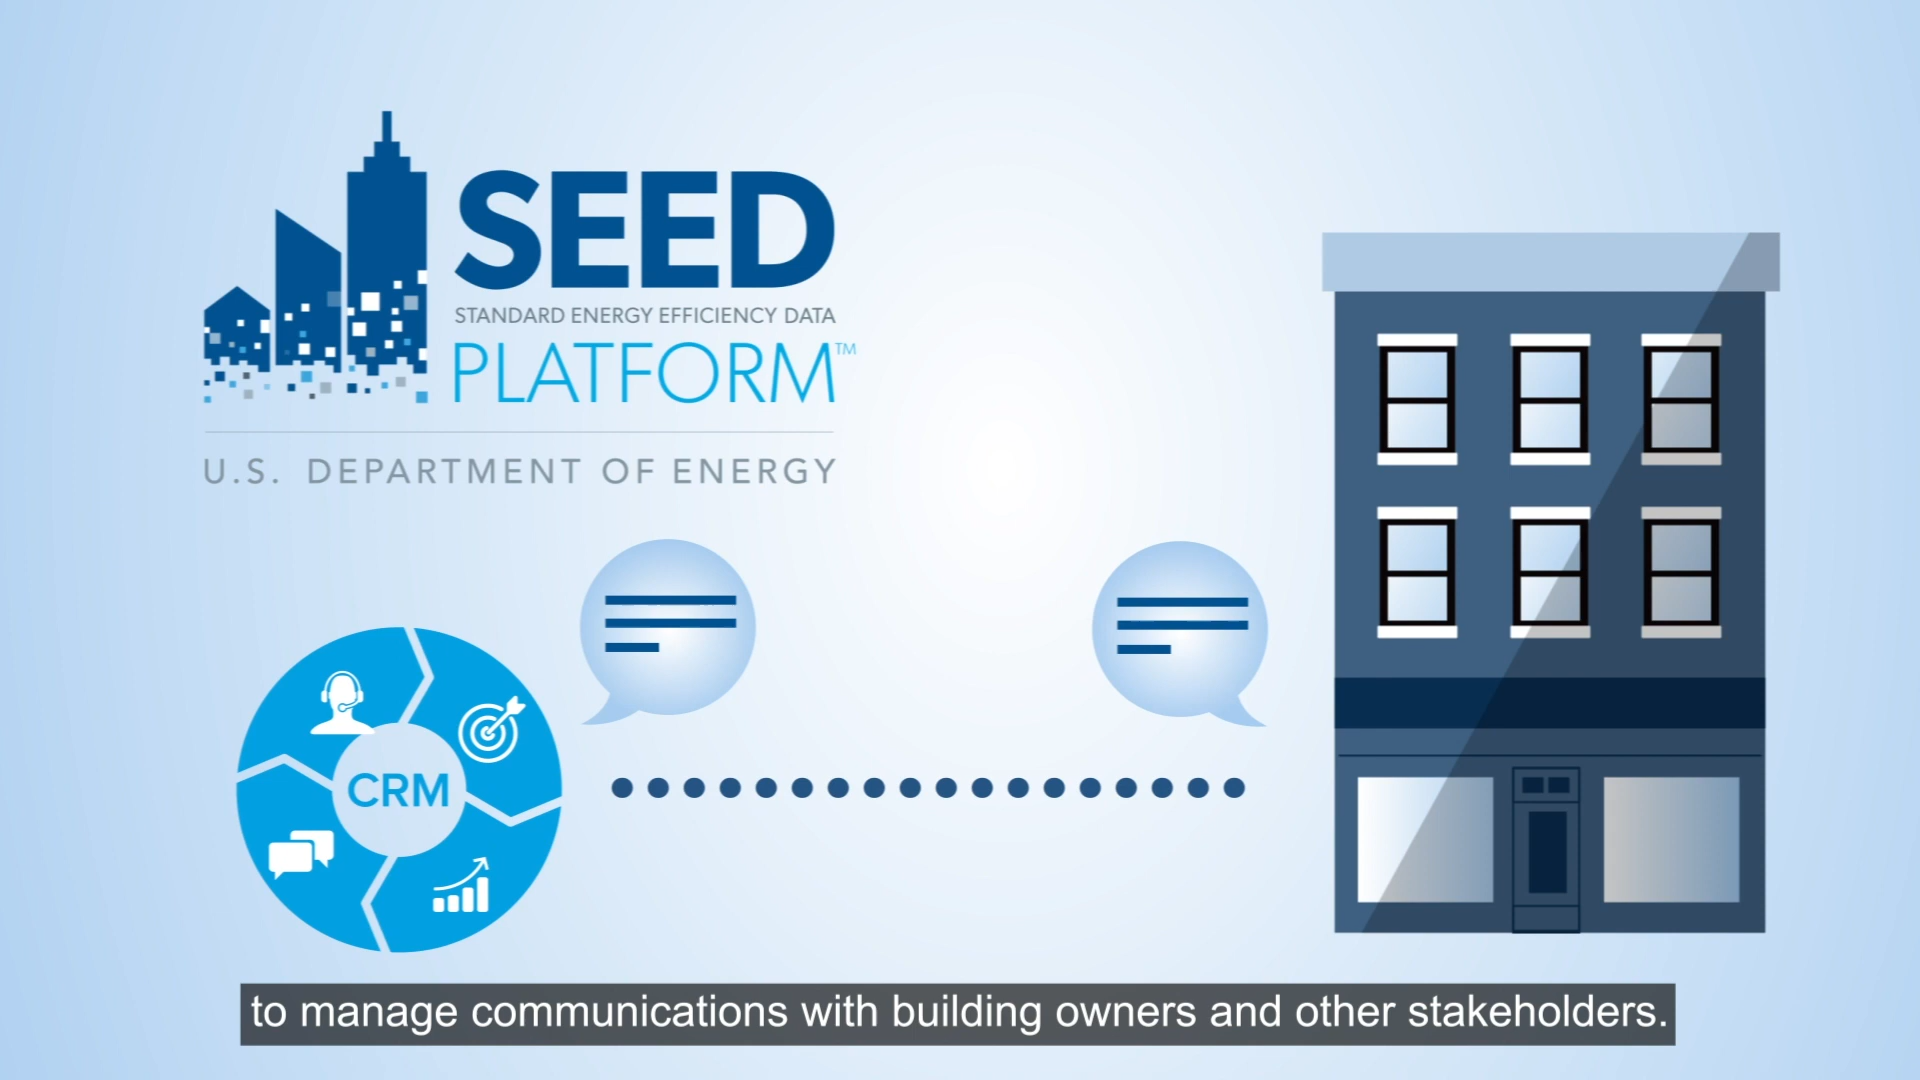 SEED
STANDARD ENERGY EFFICIENCY DATA
PLATFORM™
U.S. DEPARTMENT OF ENERGY
CRM
to manage communications with building owners and other stakeholders.